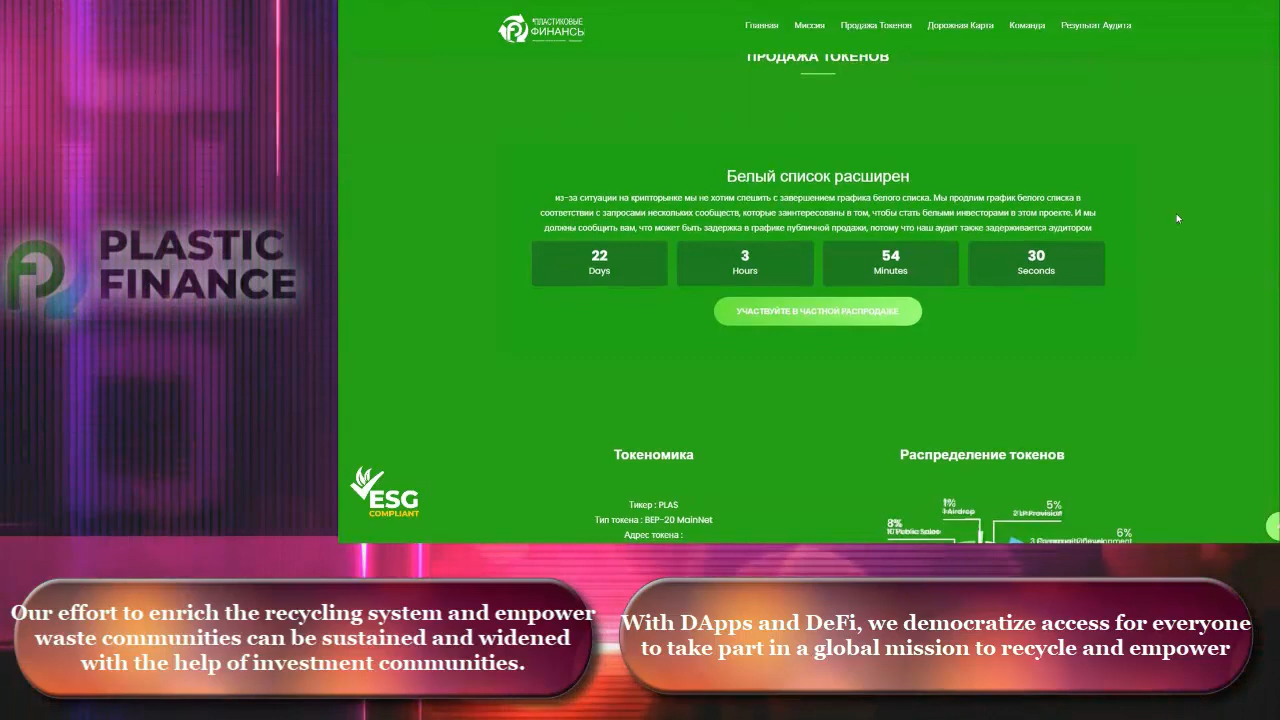 PLASTIC
FINANCE
ПЛАСТИКОВЫЕ
ФИНАНСЫ
Главная Миссия Продажа Токенов Дорожная Карта Команда Результат Аудита
ПРОДАЖА ТОКЕНОВ
Белый список расширен
из-за ситуации на крипторынке мы не хотим спешить с завершением графика белого списка. Мы продлим график белого списка в
соответствии с запросами нескольких сообществ, которые заинтересованы в том, чтобы стать белыми инвесторами в этом проекте. И мы
должны сообщить вам, что может быть задержка в графике публичной продажи, потому что наш аудит также задерживается аудитором
22 3 54 30
Days Hours Minutes Seconds
УЧАСТВУЙТЕ В ЧАСТНОЙ РАСПРОДАЖЕ
Токеномика
Тикер : PLAS
Тип токена : BEP-20 MainNet
Адрес токена :
Распределение токенов
5%
8%
6%
ESG
COMPLIANT
Our effort to enrich the recycling system and empower
waste communities can be sustained and widened
with the help of investment communities.
With DApps and DeFi, we democratize access for everyone
to take part in a global mission to recycle and empower